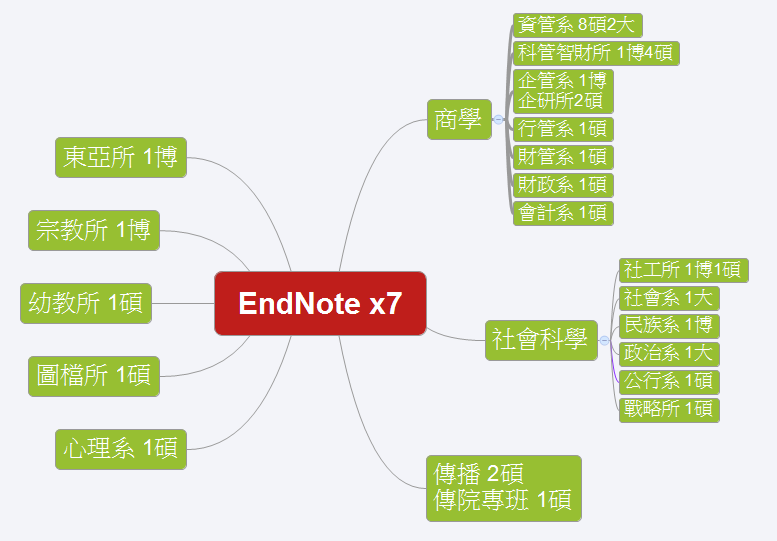 EndNote x7
商學
資管系 8碩2大
科管智財所 1博4碩
企管系 1博
企研所2碩
行管系 1碩
財管系 1碩
財政系 1碩
會計系 1碩
社會科學
社工所 1博1碩
社會系 1大
民族系 1博
政治系 1大
公行系 1碩
戰略所 1碩
傳播 2碩
傳院專班 1碩
東亞所 1博
宗教所 1博
幼教所 1碩
圖檔所 1碩
心理系 1碩